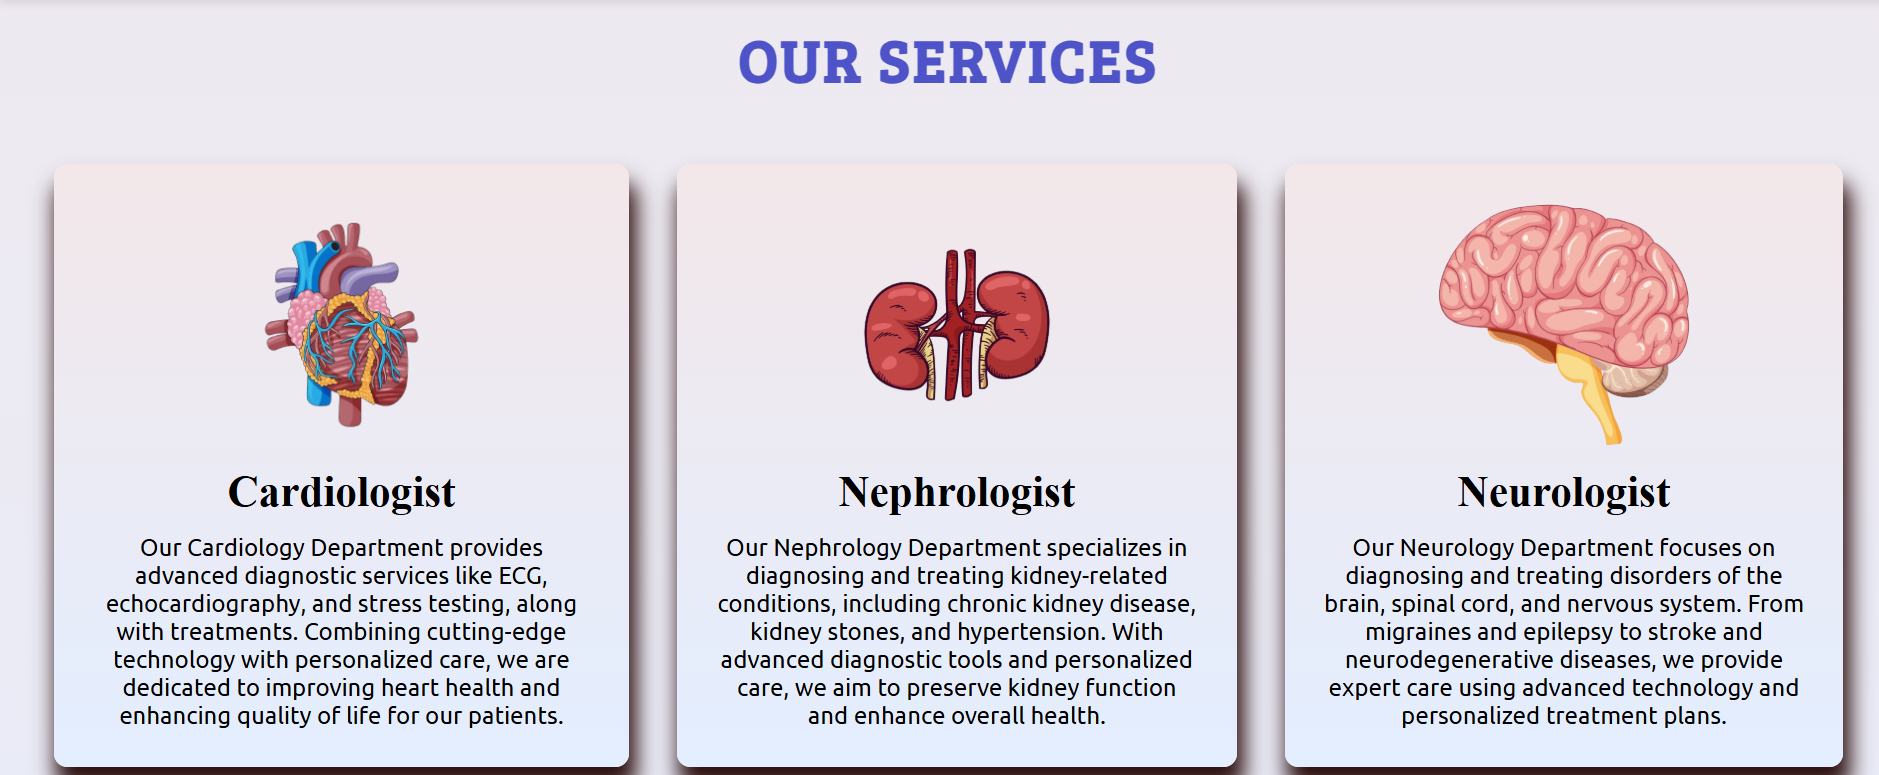 OUR SERVICES
Cardiologist
Our Cardiology Department provides
advanced diagnostic services like ECG,
echocardiography, and stress testing, along
with treatments. Combining cutting-edge
technology with personalized care, we are
dedicated to improving heart health and
enhancing quality of life for our patients.
Nephrologist
Our Nephrology Department specializes in
diagnosing and treating kidney-related
conditions, including chronic kidney disease,
kidney stones, and hypertension. With
advanced diagnostic tools and personalized
care, we aim to preserve kidney function
and enhance overall health.
Neurologist
Our Neurology Department focuses on
diagnosing and treating disorders of the
brain, spinal cord, and nervous system. From
migraines and epilepsy to stroke and
neurodegenerative diseases, we provide
expert care using advanced technology and
personalized treatment plans.